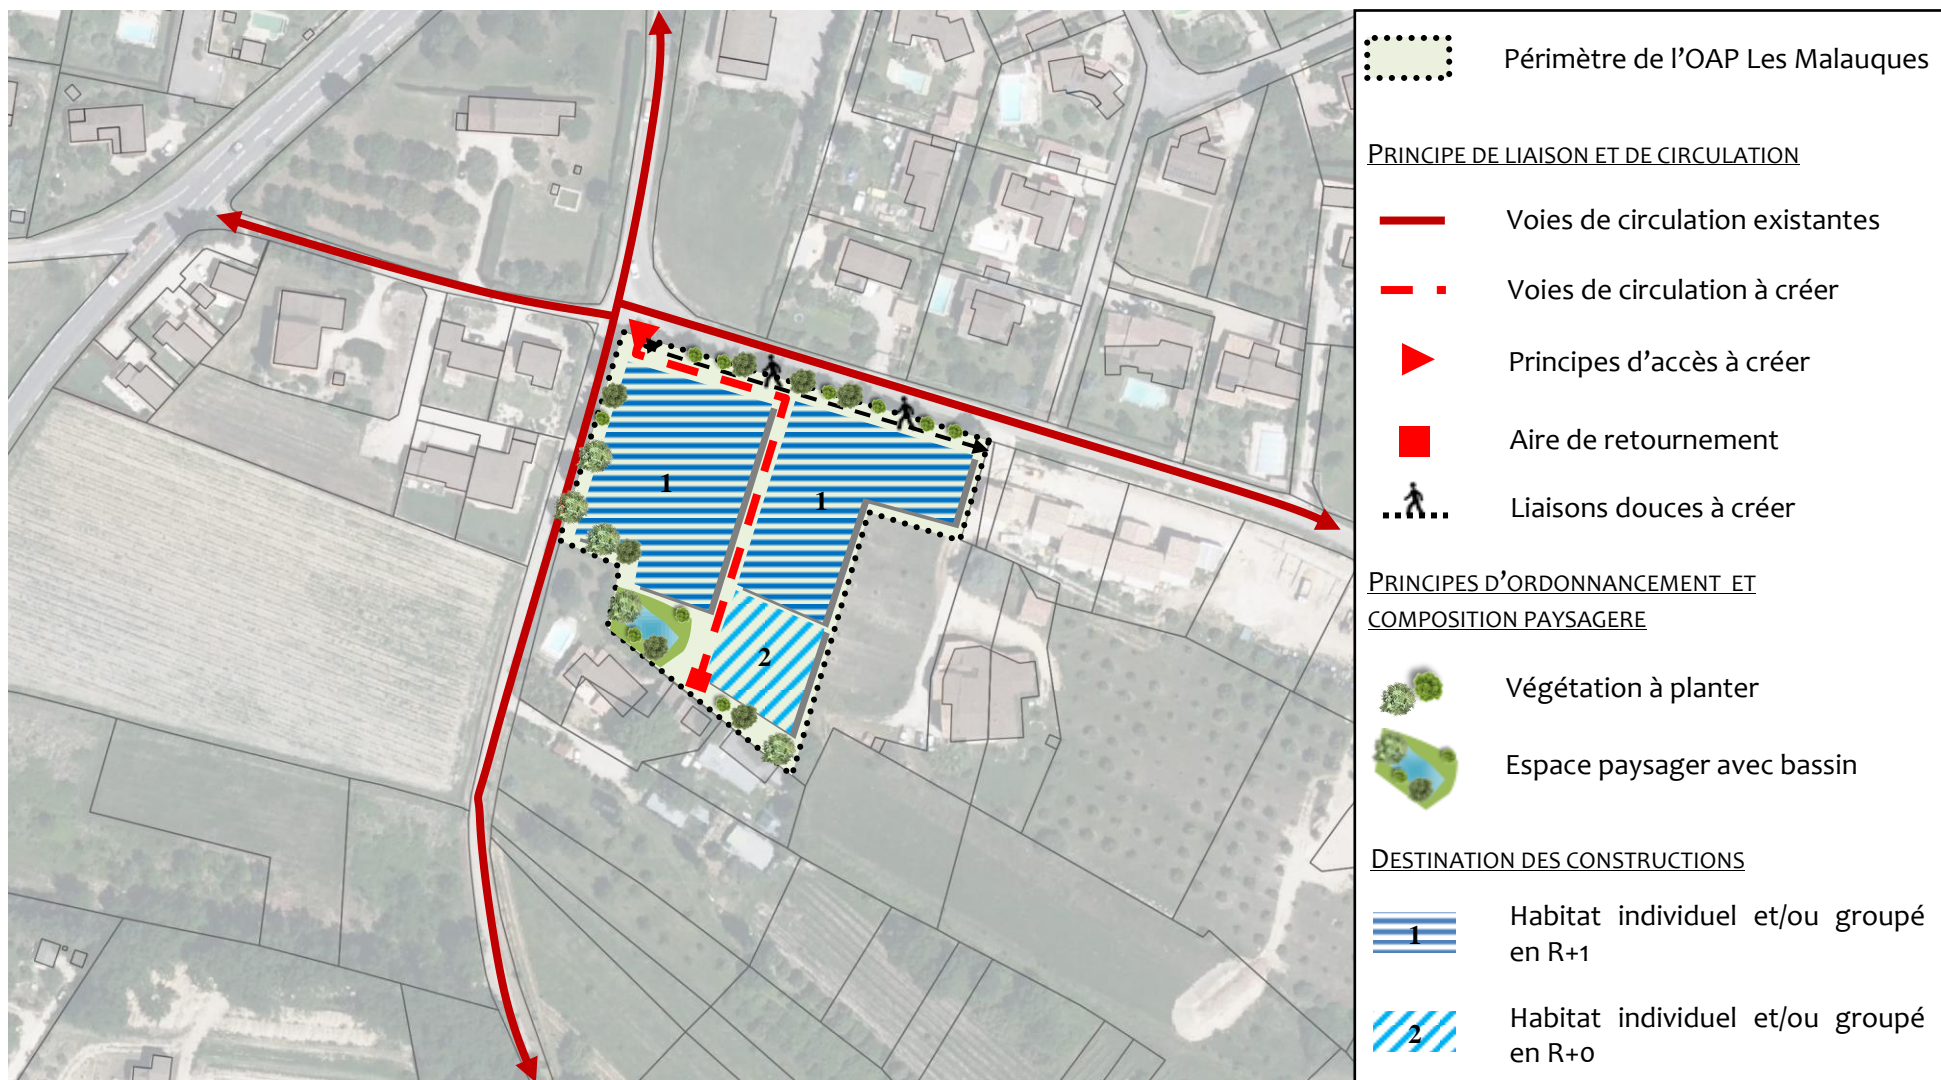 Périmètre de l'OAP Les Malauques
PRINCIPE DE LIAISON ET DE CIRCULATION
Voies de circulation existantes
Voies de circulation à créer
Principes d'accès à créer
Aire de retournement
Liaisons douces à créer
PRINCIPES D'ORDONNANCEMENT ET
COMPOSITION PAYSAGERE
Végétation à planter
Espace paysager avec bassin
DESTINATION DES CONSTRUCTIONS
1
Habitat individuel et/ou groupé
en R+1
2
Habitat individuel et/ou groupé
en R+0
1
1
2